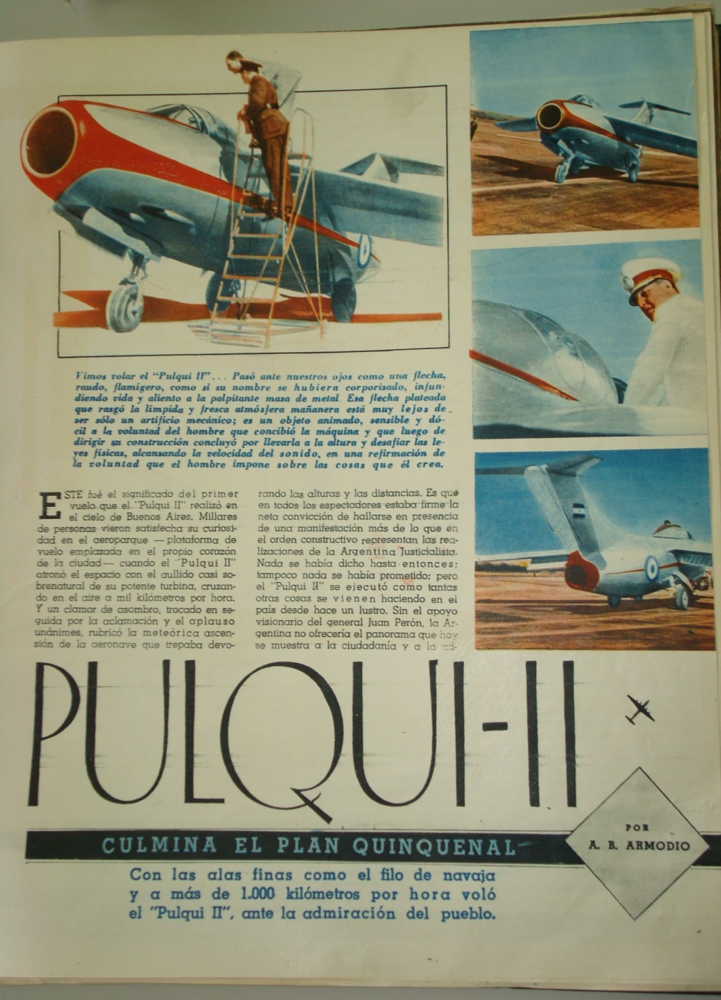 Vimos volar el "Pulqui II"... Pasó ante nuestros ojos como una flecha,
raudo, flamígero, como si su nombre se hubiera corporizado, infun-
diendo vida y aliento a la palpitante masa de metal. Esa flecha plateada
que rasgó la límpida y fresca atmósfera mañanera está muy lejos de
ser sólo un artificio mecánico; es un objeto animado, sensible y dó-
cil a la voluntad del hombre que concibió la máquina y que luego de
dirigir su construcción concluyó por llevarla a la altura y desafiar las le-
yes físicas, alcansando la velocidad del sonido, en una refirmación de
la voluntad que el hombre impone sobre las cosas que él crea.
ESTE fué el significado del primer
vuelo que el "Pulqui II" realizó en
el cielo de Buenos Aires. Millares
de personas vieron satisfecha su curiosi-
dad en el aeroparque —plataforma de
vuelo emplazada en el propio corazón
de la ciudad— cuando el "Pulqui II"
atronó el espacio con el aullido casi so-
brenatural de su potente turbina, cruzan-
do en el aire a mil kilómetros por hora.
Y un clamor de asombro, trocado en se-
guida por la aclamación y el aplauso
unánimes, rubricó la meteórica ascen-
sión de la aeronave que trepaba devo-
rando las alturas y las distancias. Es que
en todos los espectadores estaba firme la
neta convicción de hallarse en presencia
de una manifestación más de lo que en
el orden constructivo representan las rea-
lizaciones de la Argentina Justicialista.
Nada se había dicho hasta entonces;
tampoco nada se había prometido; pero
el "Pulqui II" se ejecutó como tantas
otras cosas se vienen haciendo en el
país desde hace un lustro. Sin el apoyo
visionario del general Juan Perón, la Ar-
gentina no ofrecería el panorama que hoy
se muestra a la ciudadanía y a la ad-
PULQUI-II
POR
A. B. ARMODIO
CULMINA EL PLAN QUINQUENAL
Con las alas finas como el filo de navaja
y a más de 1.000 kilómetros por hora voló
el "Pulqui II", ante la admiración del pueblo.